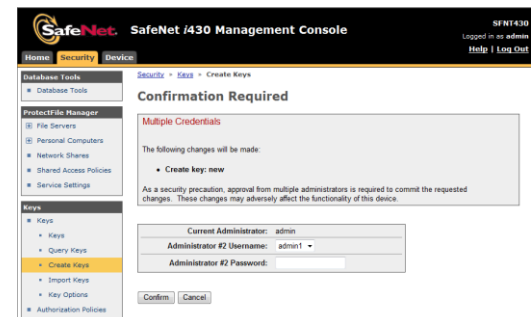 SafeNet.
SafeNet i430 Management Console
SFNT430
Logged in as admin
Help | Log Out
Home Security Device
Database Tools
Database Tools
ProtectFile Manager
File Servers
Personal Computers
Network Shares
Shared Access Policies
Service Settings
Keys
Keys
Keys
Query Keys
Create Keys
Import Keys
Key Options
Authorization Policies
Security » Keys » Create Keys
Confirmation Required
Multiple Credentials
The following changes will be made:
• Create key: new
As a security precaution, approval from multiple administrators is required to commit the requested
changes. These changes may adversely affect the functionality of this device.
Current Administrator: admin
Administrator #2 Username: admin1
Administrator #2 Password:
Confirm Cancel